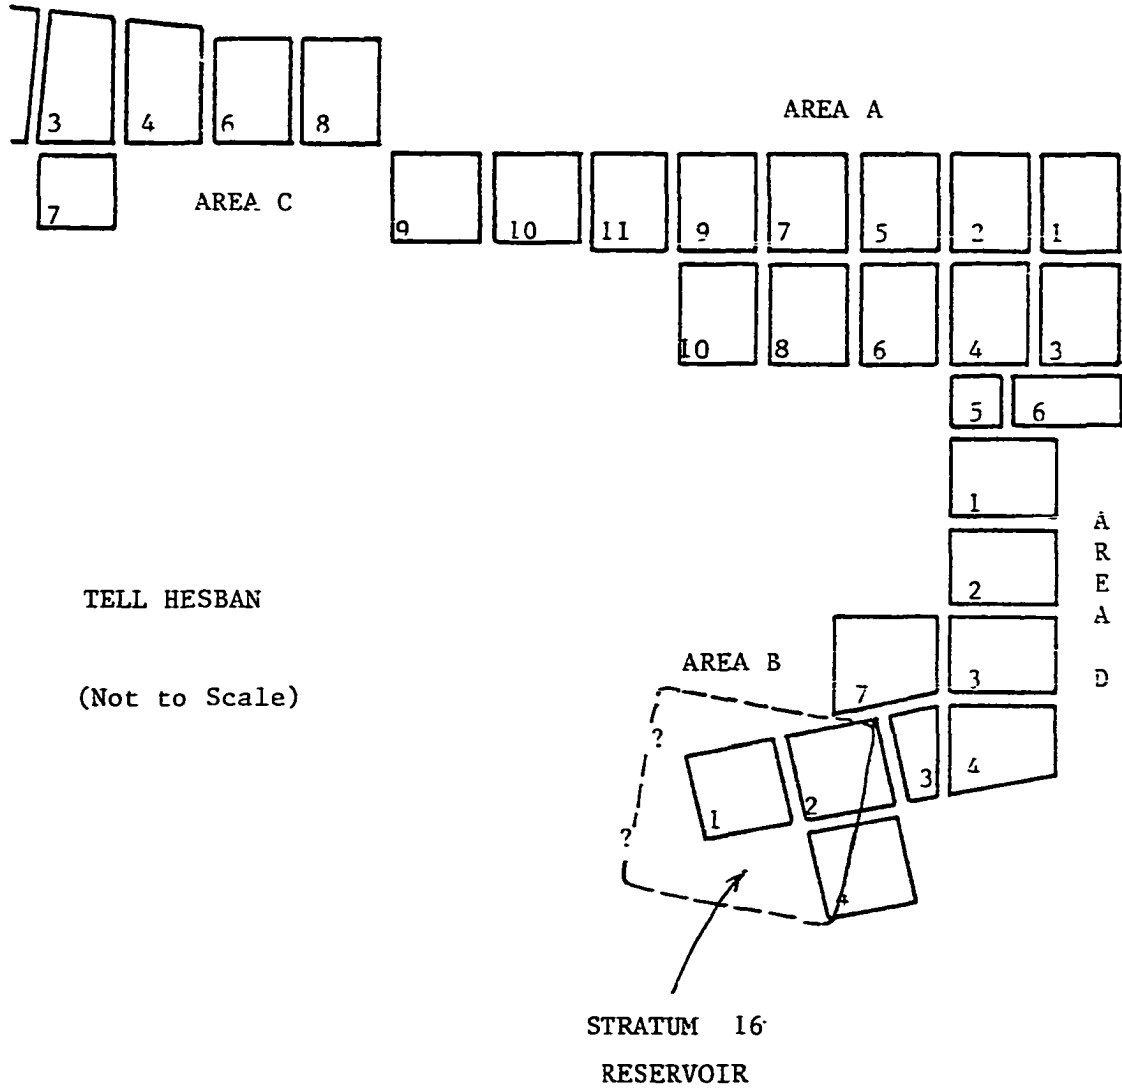 AREA A
3 4 6 8
7 AREA C
9 10 11 9 7 5 2 1
10 8 6 4 3
5 6
1
AREA D
2
TELL HESBAN
AREA B
7 3
(Not to Scale)
?
1 2 3 4
?
4
STRATUM 16
RESERVOIR